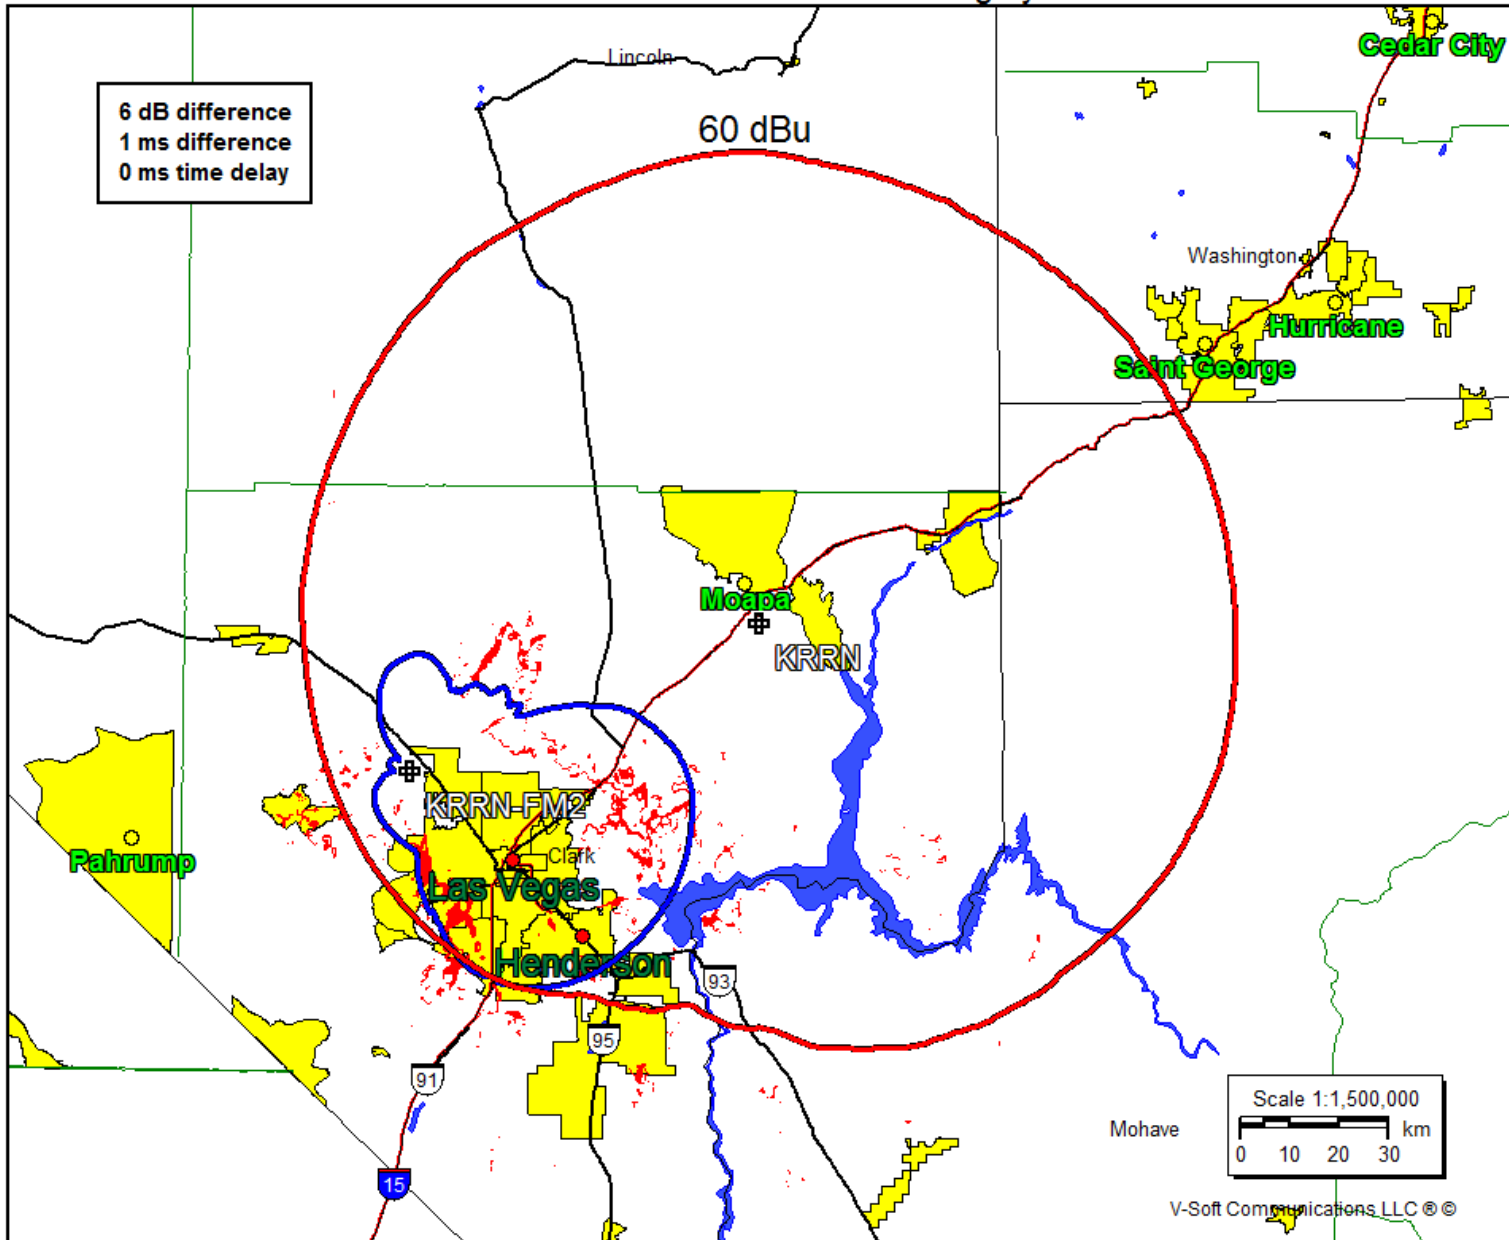 Cedar City
Lincoln
6 dB difference
1 ms difference
0 ms time delay
60 dBu
Washington
Hurricane
Saint George
Moapa
KRRN
KRRN-FM2
Clark
Pahrump
Las Vegas
Henderson
93
95
91
Scale 1:1,500,000
km
0 10 20 30
Mohave
15
V-Soft Communications LLC ® ©